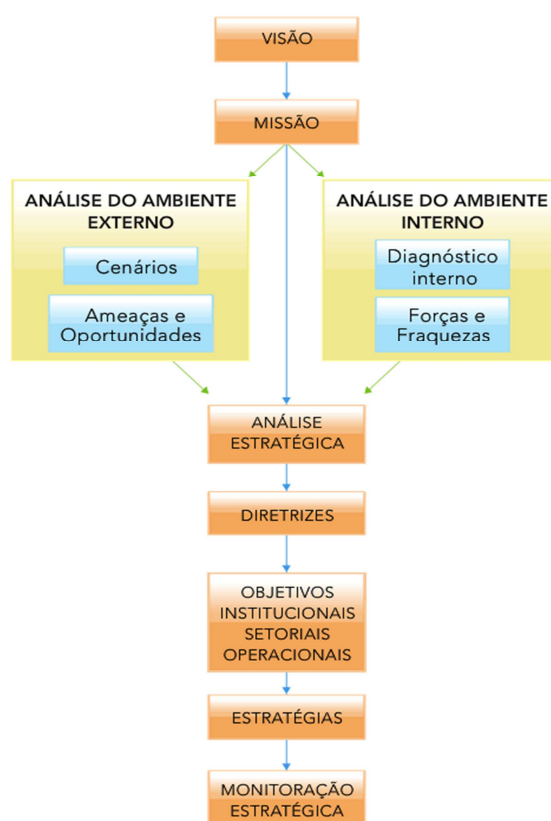 VISÃO
MISSÃO
ANÁLISE DO AMBIENTE
EXTERNO
Cenários
Ameaças e
Oportunidades
ANÁLISE DO AMBIENTE
INTERNO
Diagnóstico
interno
Forças e
Fraquezas
ANÁLISE
ESTRATÉGICA
DIRETRIZES
OBJETIVOS
INSTITUCIONAIS
SETORIAIS
OPERACIONAIS
ESTRATÉGIAS
MONITORAÇÃO
ESTRATÉGICA